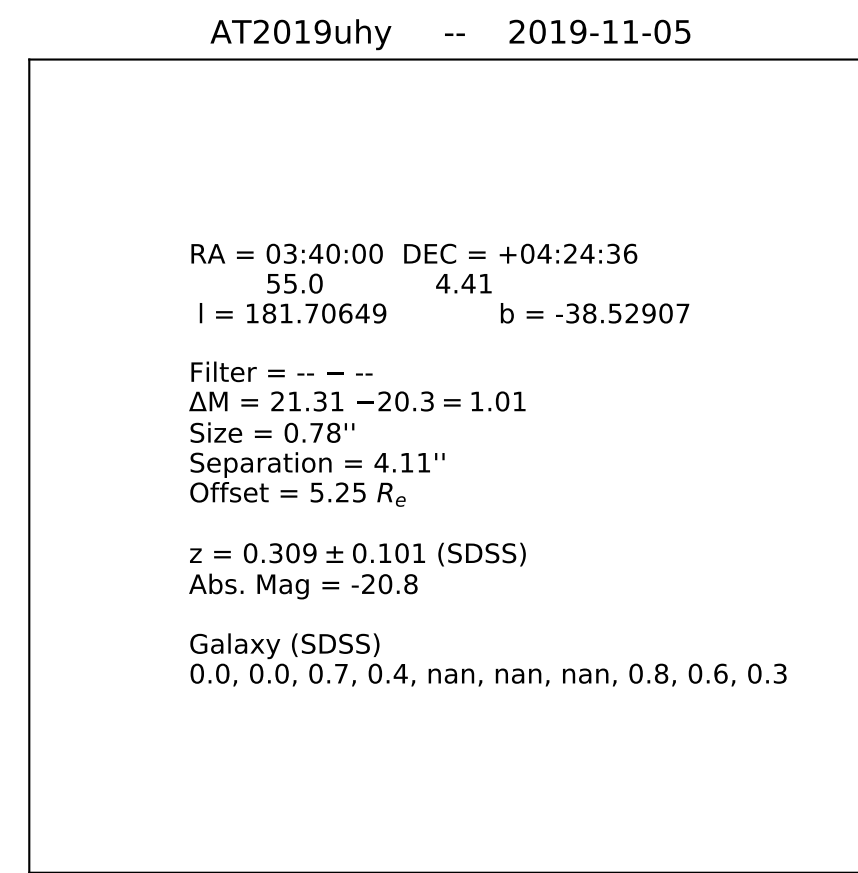 AT2019uhy -- 2019-11-05
RA = 03:40:00 DEC = +04:24:36
55.0 4.41
l = 181.70649 b = -38.52907
Filter = -- − --
ΔM = 21.31 −20.3 = 1.01
Size = 0.78''
Separation = 4.11''
Offset = 5.25 Rₑ
z = 0.309 ± 0.101 (SDSS)
Abs. Mag = -20.8
Galaxy (SDSS)
0.0, 0.0, 0.7, 0.4, nan, nan, nan, 0.8, 0.6, 0.3